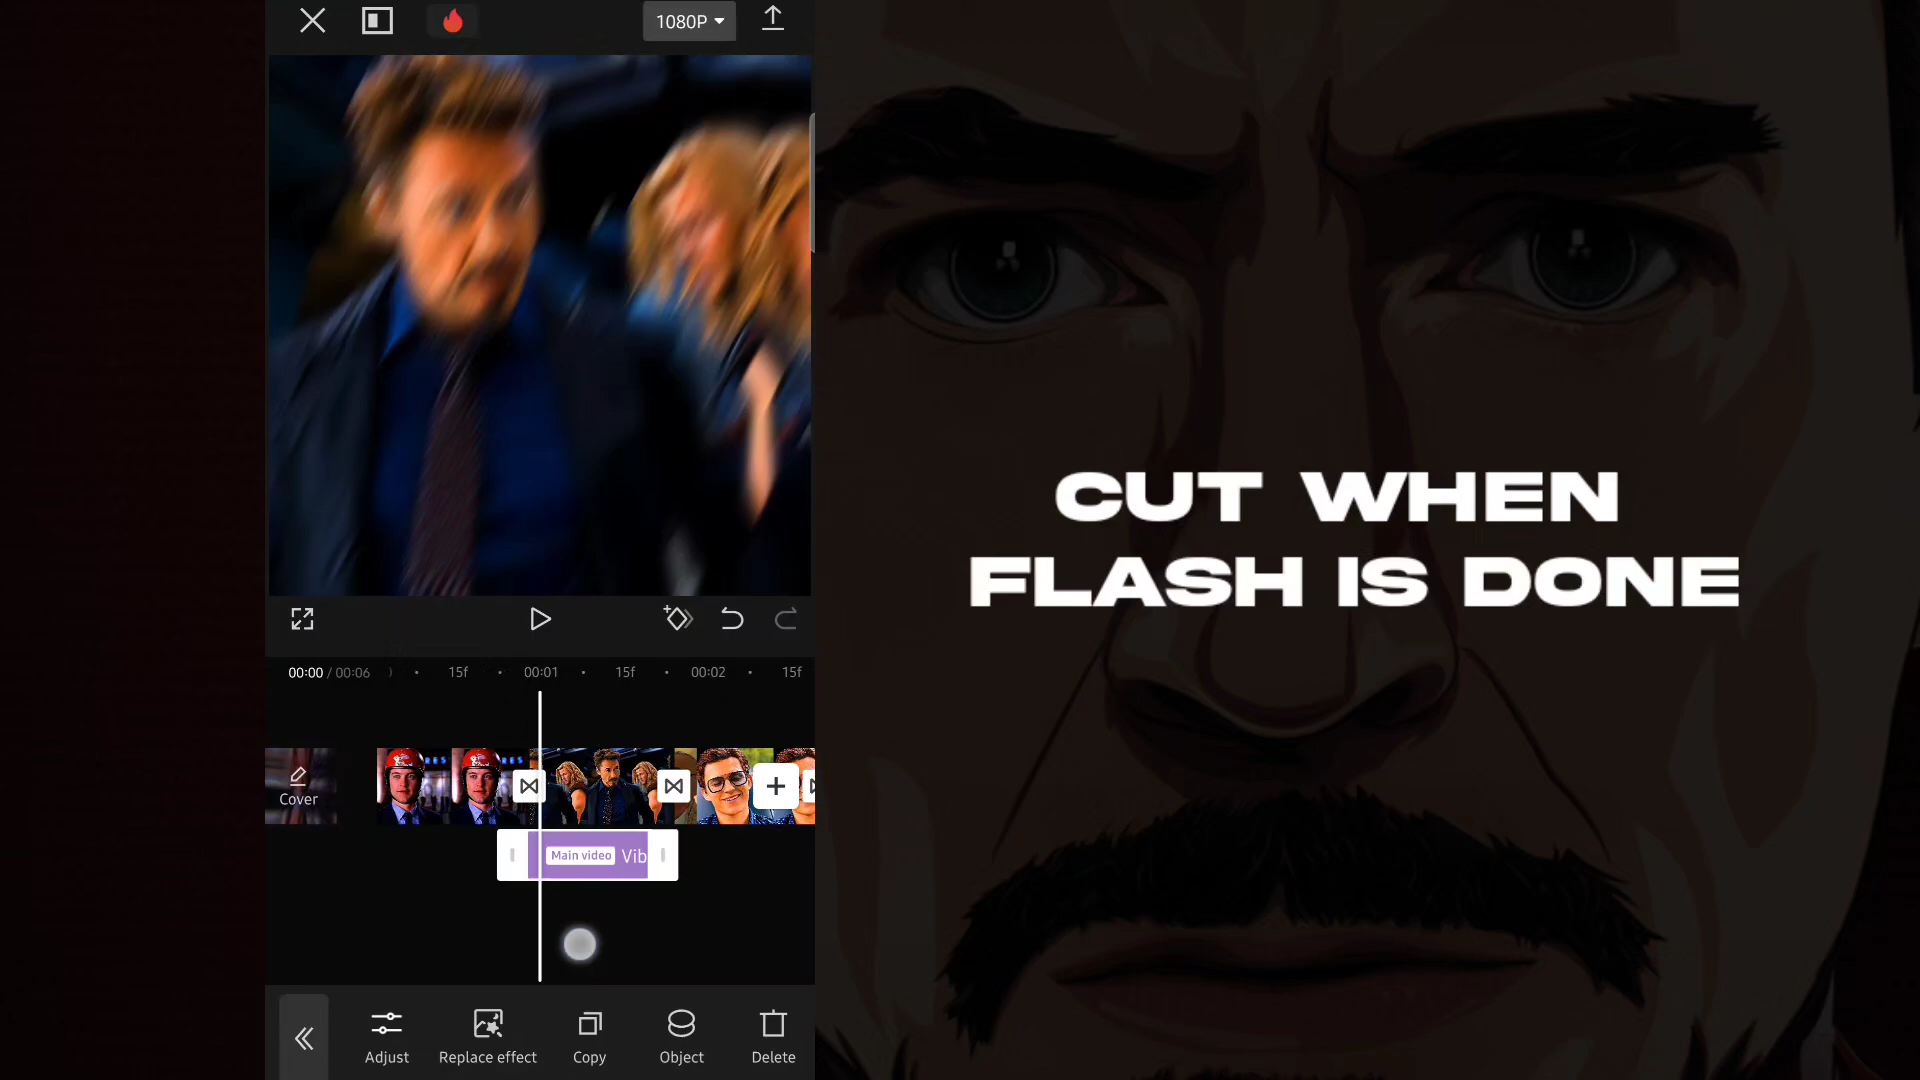 1080P
00:00 / 00:06
15f
00:01
15f
00:02
15f
Cover
Main video
Vib
Adjust
Replace effect
Copy
Object
Delete
CUT WHEN
FLASH IS DONE